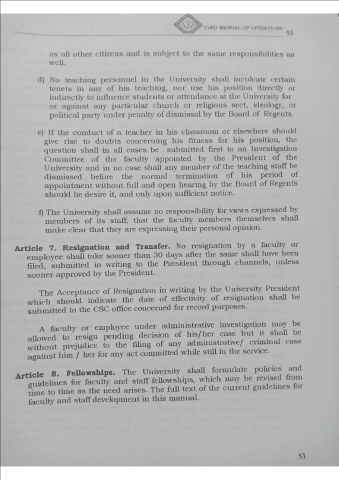 CvSU MANUAL OF OPERATIONS
53
as all other citizens and is subject to the same responsibilities as
well.
d) No teaching personnel in the University shall inculcate certain
tenets in any of his teaching, nor use his position directly or
indirectly to influence students or attendance at the University for
or against any particular church or religious sect, ideology, or
political party under penalty of dismissal by the Board of Regents.
e) If the conduct of a teacher in his classroom or elsewhere should
give rise to doubts concerning his fitness for his position, the
question shall in all cases be submitted first to an Investigation
Committee of the faculty appointed by the President of the
University and in no case shall any member of the teaching staff be
dismissed before the normal termination of his period of
appointment without full and open hearing by the Board of Regents
should he desire it, and only upon sufficient notice.
f) The University shall assume no responsibility for views expressed by
members of its staff; that the faculty members themselves shall
make clear that they are expressing their personal opinion.
Article 7. Resignation and Transfer. No resignation by a faculty or
employee shall take sooner than 30 days after the same shall have been
filed, submitted in writing to the President through channels, unless
sooner approved by the President.
The Acceptance of Resignation in writing by the University President
which should indicate the date of effectivity of resignation shall be
submitted to the CSC office concerned for record purposes.
A faculty or employee under administrative investigation may be
allowed to resign pending decision of his/her case but it shall be
without prejudice to the filing of any administrative/ criminal case
against him / her for any act committed while still in the service.
Article 8. Fellowships. The University shall formulate policies and
guidelines for faculty and staff fellowships, which may be revised from
time to time as the need arises. The full text of the current guidelines for
faculty and staff development in this manual.
53